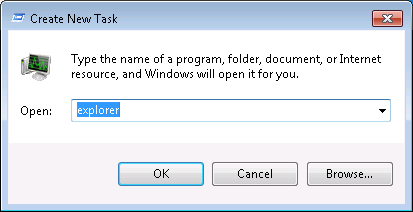 Create New Task
Type the name of a program, folder, document, or Internet
resource, and Windows will open it for you.
Open: explorer
OK Cancel Browse...